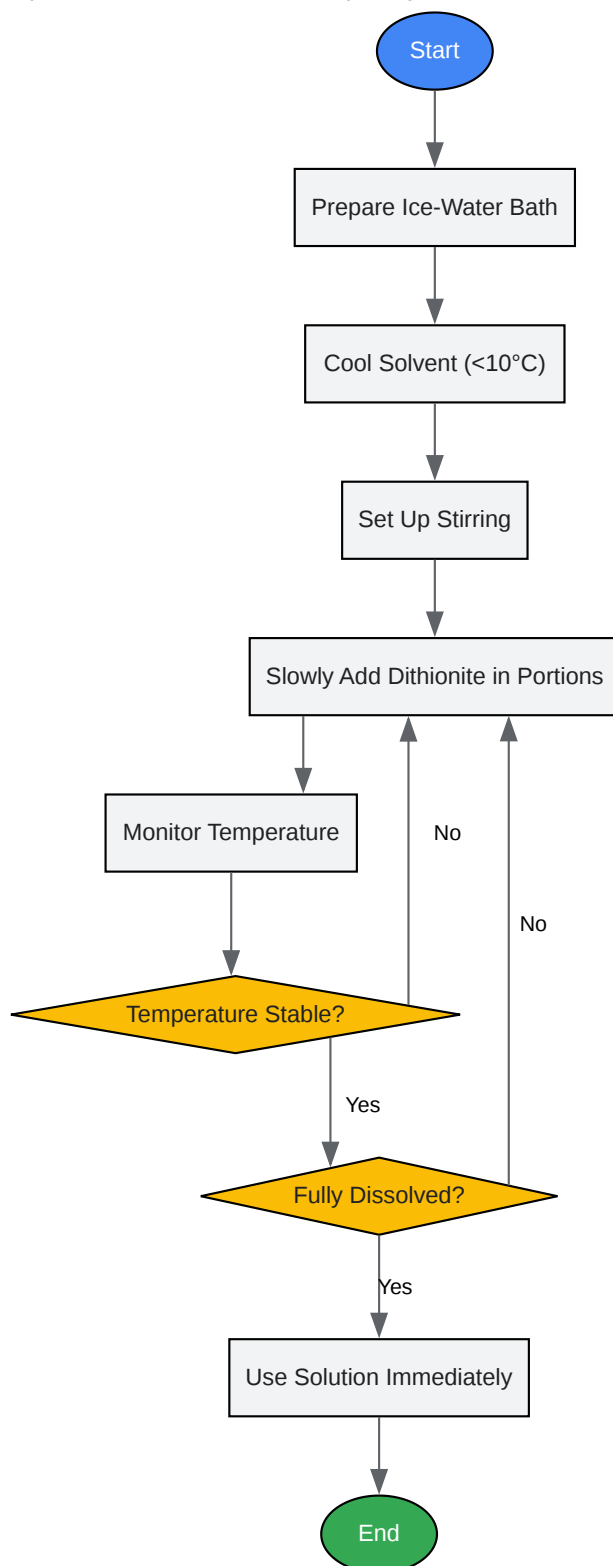 Start
Prepare Ice-Water Bath
Cool Solvent (<10°C)
Set Up Stirring
Slowly Add Dithionite in Portions
Monitor Temperature
No
No
Temperature Stable?
Yes
Fully Dissolved?
Yes
Use Solution Immediately
End